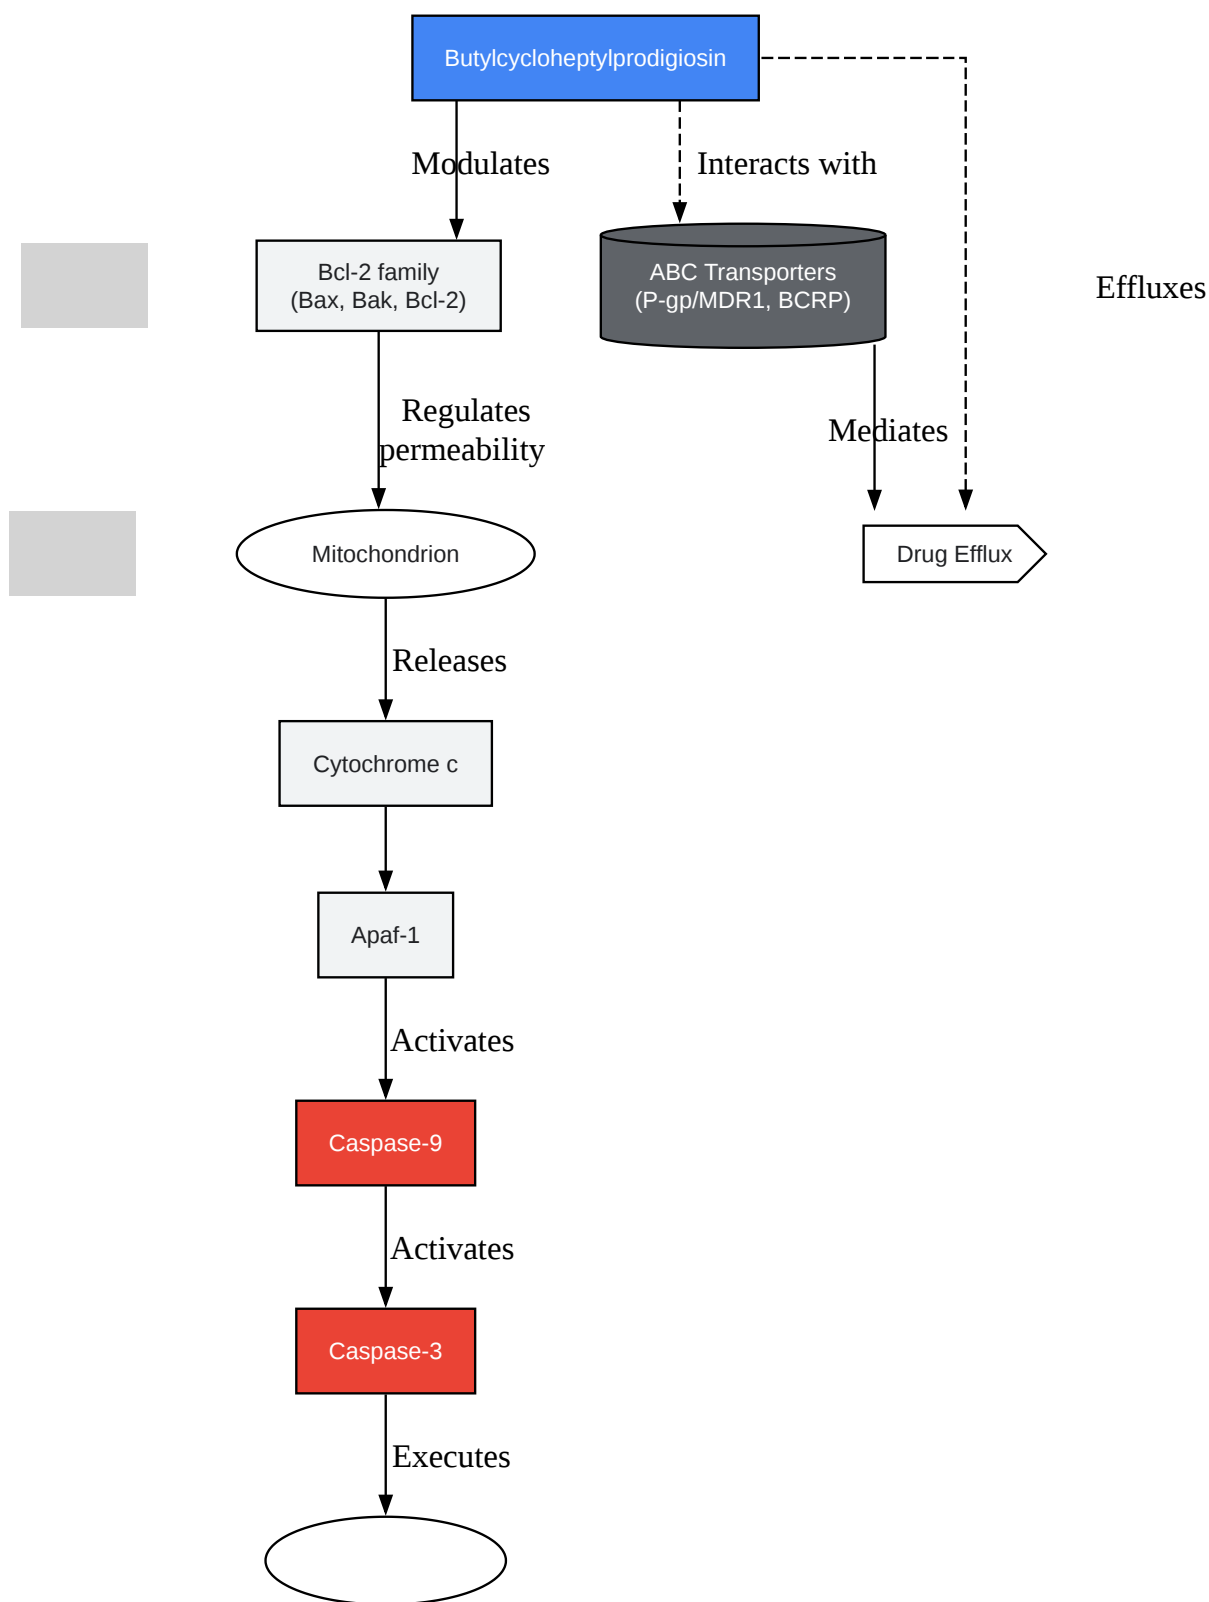 Butylcycloheptylprodigiosin
Modulates
Interacts with
Bcl-2 family
(Bax, Bak, Bcl-2)
ABC Transporters
(P-gp/MDR1, BCRP)
Effluxes
Regulates
permeability
Mediates
Mitochondrion
Drug Efflux
Releases
Cytochrome c
Apaf-1
Activates
Caspase-9
Activates
Caspase-3
Executes